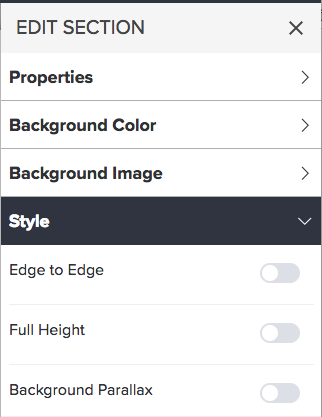 EDIT SECTION
Properties
Background Color
Background Image
Style
Edge to Edge
Full Height
Background Parallax